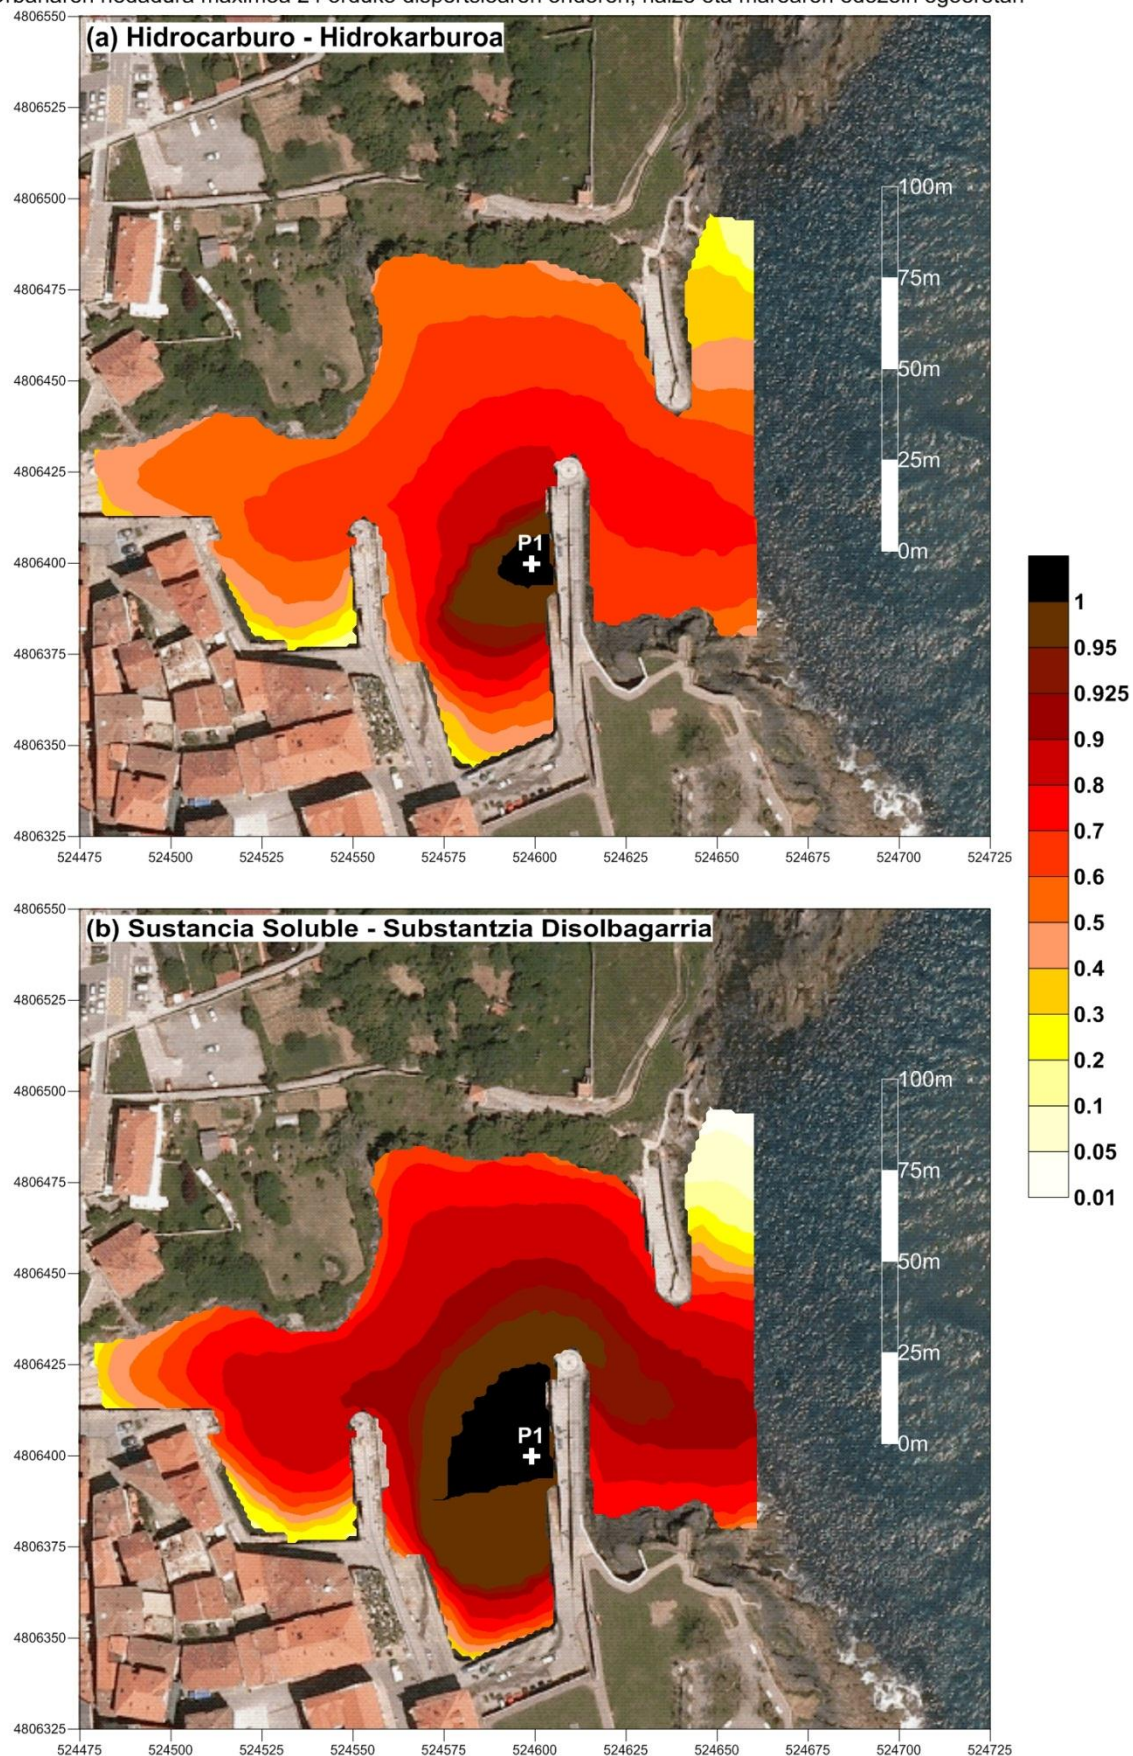 (a) Hidrocarburo - Hidrokarburoa
4806550
4806525
4806500
4806475
4806450
4806425
4806400
4806375
4806350
4806325
100m
75m
50m
25m
0m
P1
524475 524500 524525 524550 524575 524600 524625 524650 524675 524700 524725
1
0.95
0.925
0.9
0.8
0.7
0.6
0.5
0.4
0.3
0.2
0.1
0.05
0.01
(b) Sustancia Soluble - Substantzia Disolbagarria
4806550
4806525
4806500
4806475
4806450
4806425
4806400
4806375
4806350
4806325
100m
75m
50m
25m
0m
P1
524475 524500 524525 524550 524575 524600 524625 524650 524675 524700 524725